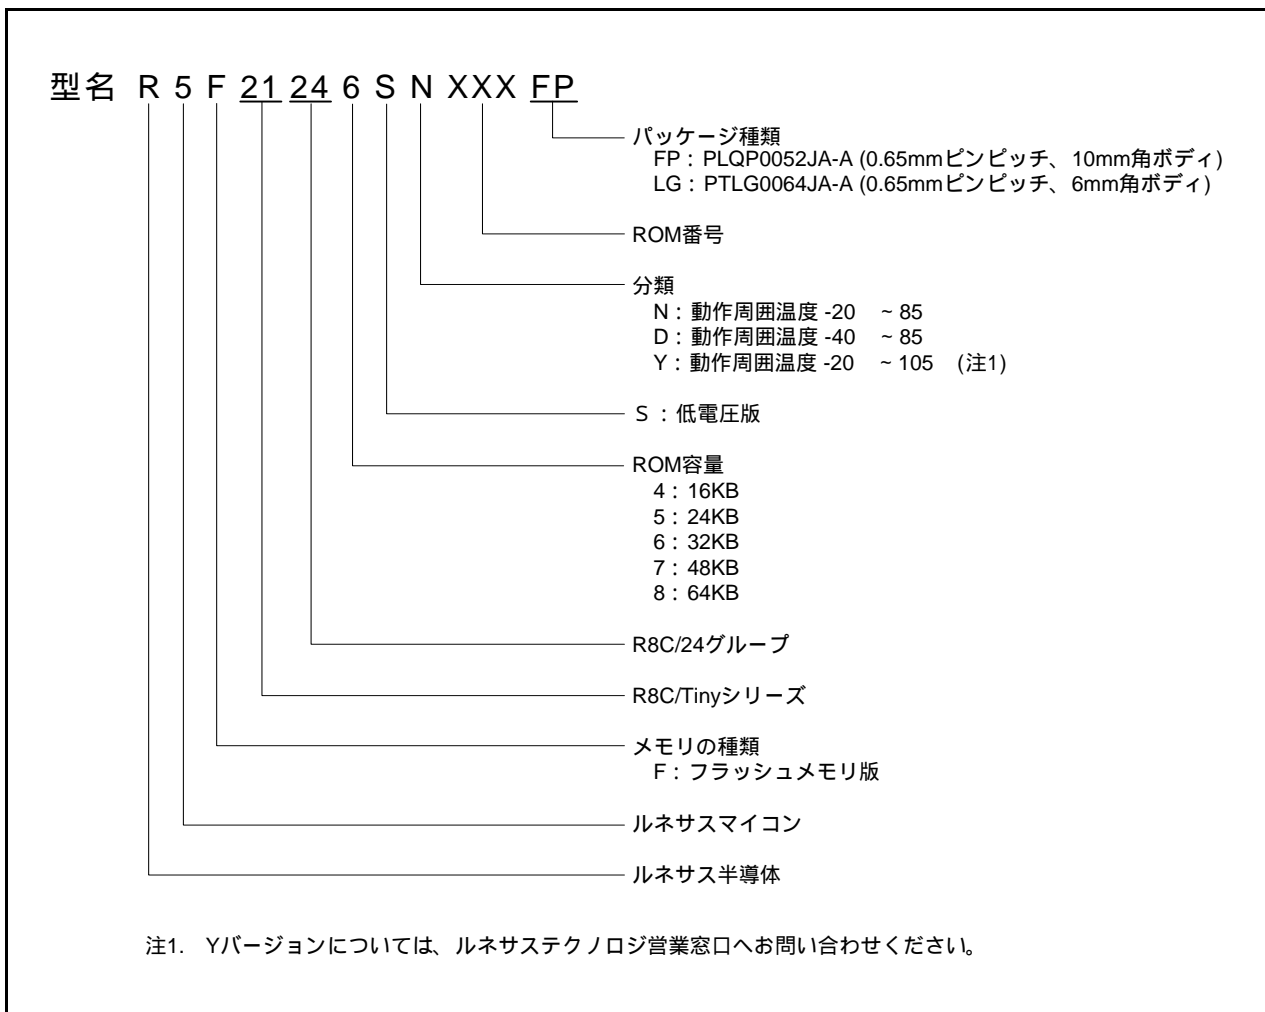 型名 R 5 F 21 24 6 S N XXX FP
パッケージ種類
FP : PLQP0052JA-A (0.65mmピンピッチ、10mm角ボディ)
LG : PTLG0064JA-A (0.65mmピンピッチ、6mm角ボディ)
ROM番号
分類
N : 動作周囲温度 -20 ~ 85
D : 動作周囲温度 -40 ~ 85
Y : 動作周囲温度 -20 ~ 105 (注1)
S : 低電圧版
ROM容量
4 : 16KB
5 : 24KB
6 : 32KB
7 : 48KB
8 : 64KB
R8C/24グループ
R8C/Tinyシリーズ
メモリの種類
F : フラッシュメモリ版
ルネサスマイコン
ルネサス半導体
注1. Yバージョンについては、ルネサステクノロジ営業窓口へお問い合わせください。